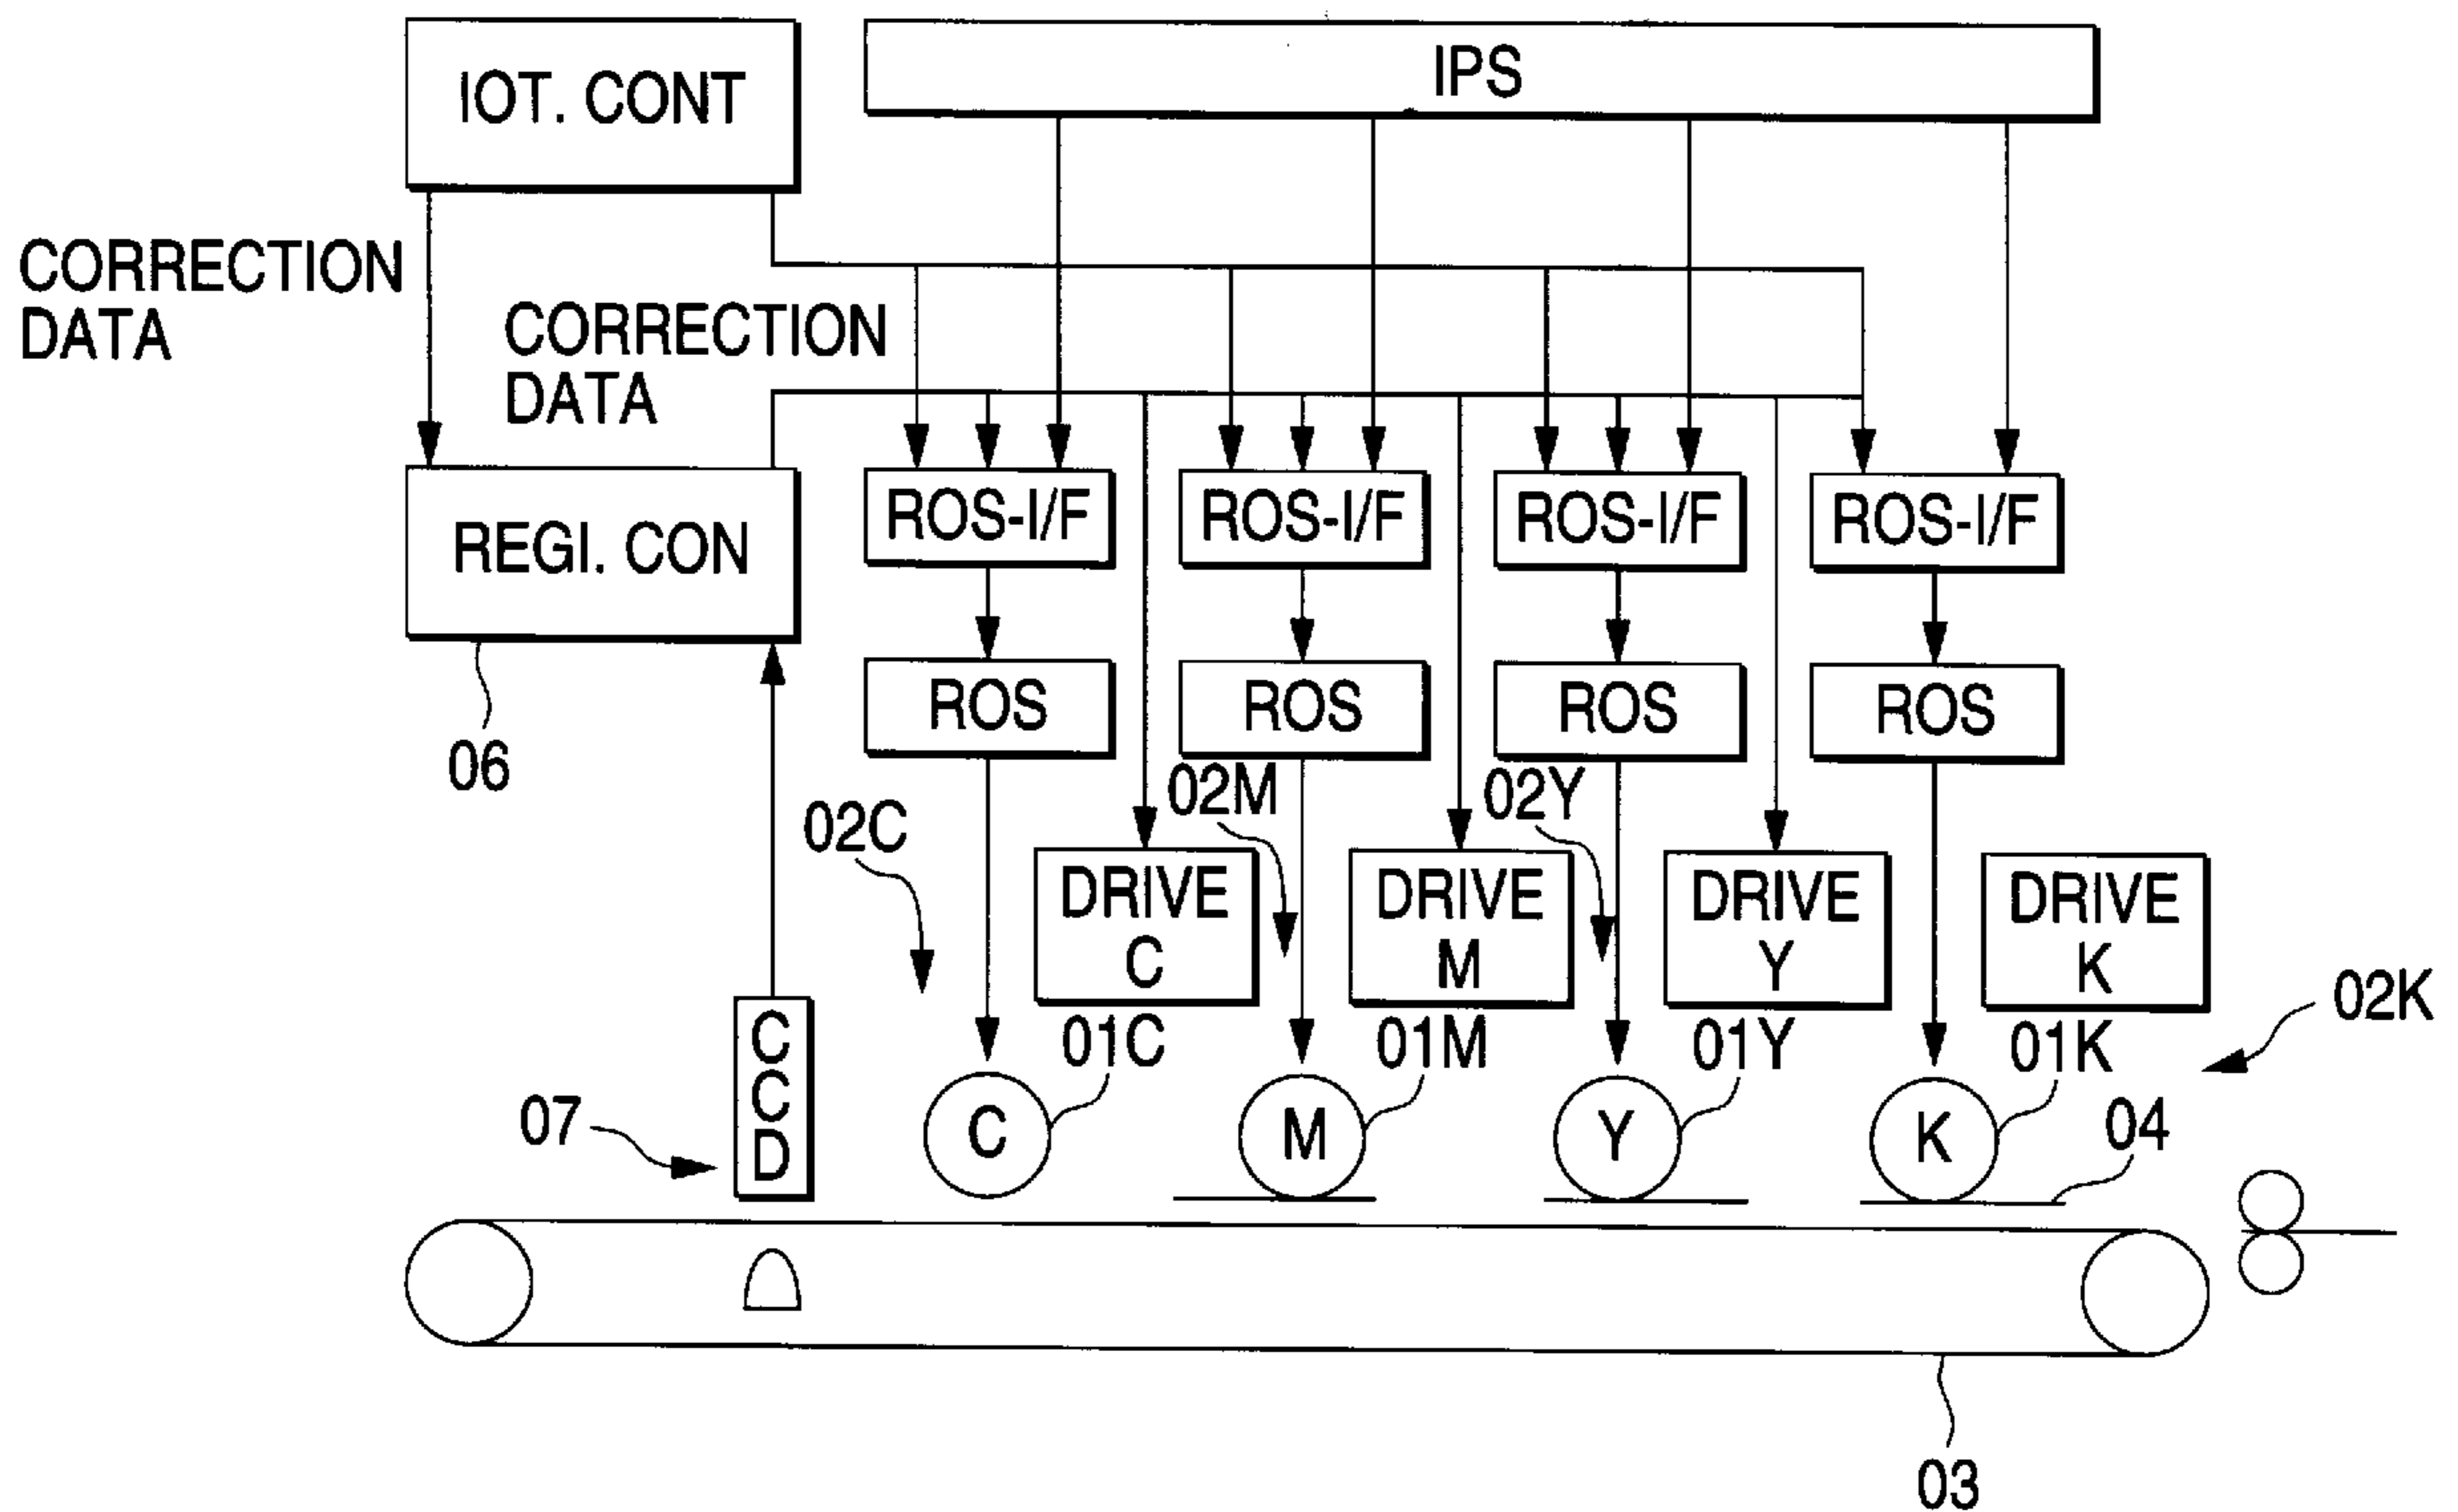 IOT. CONT
IPS
CORRECTION
DATA
CORRECTION
DATA
REGI. CON
ROS-I/F
ROS-I/F
ROS-I/F
ROS-I/F
ROS
ROS
ROS
ROS
06
02C
02M
02Y
DRIVE
C
DRIVE
M
DRIVE
Y
DRIVE
K
02K
01C
01M
01Y
01K
07
C
C
D
C
M
Y
K
04
03